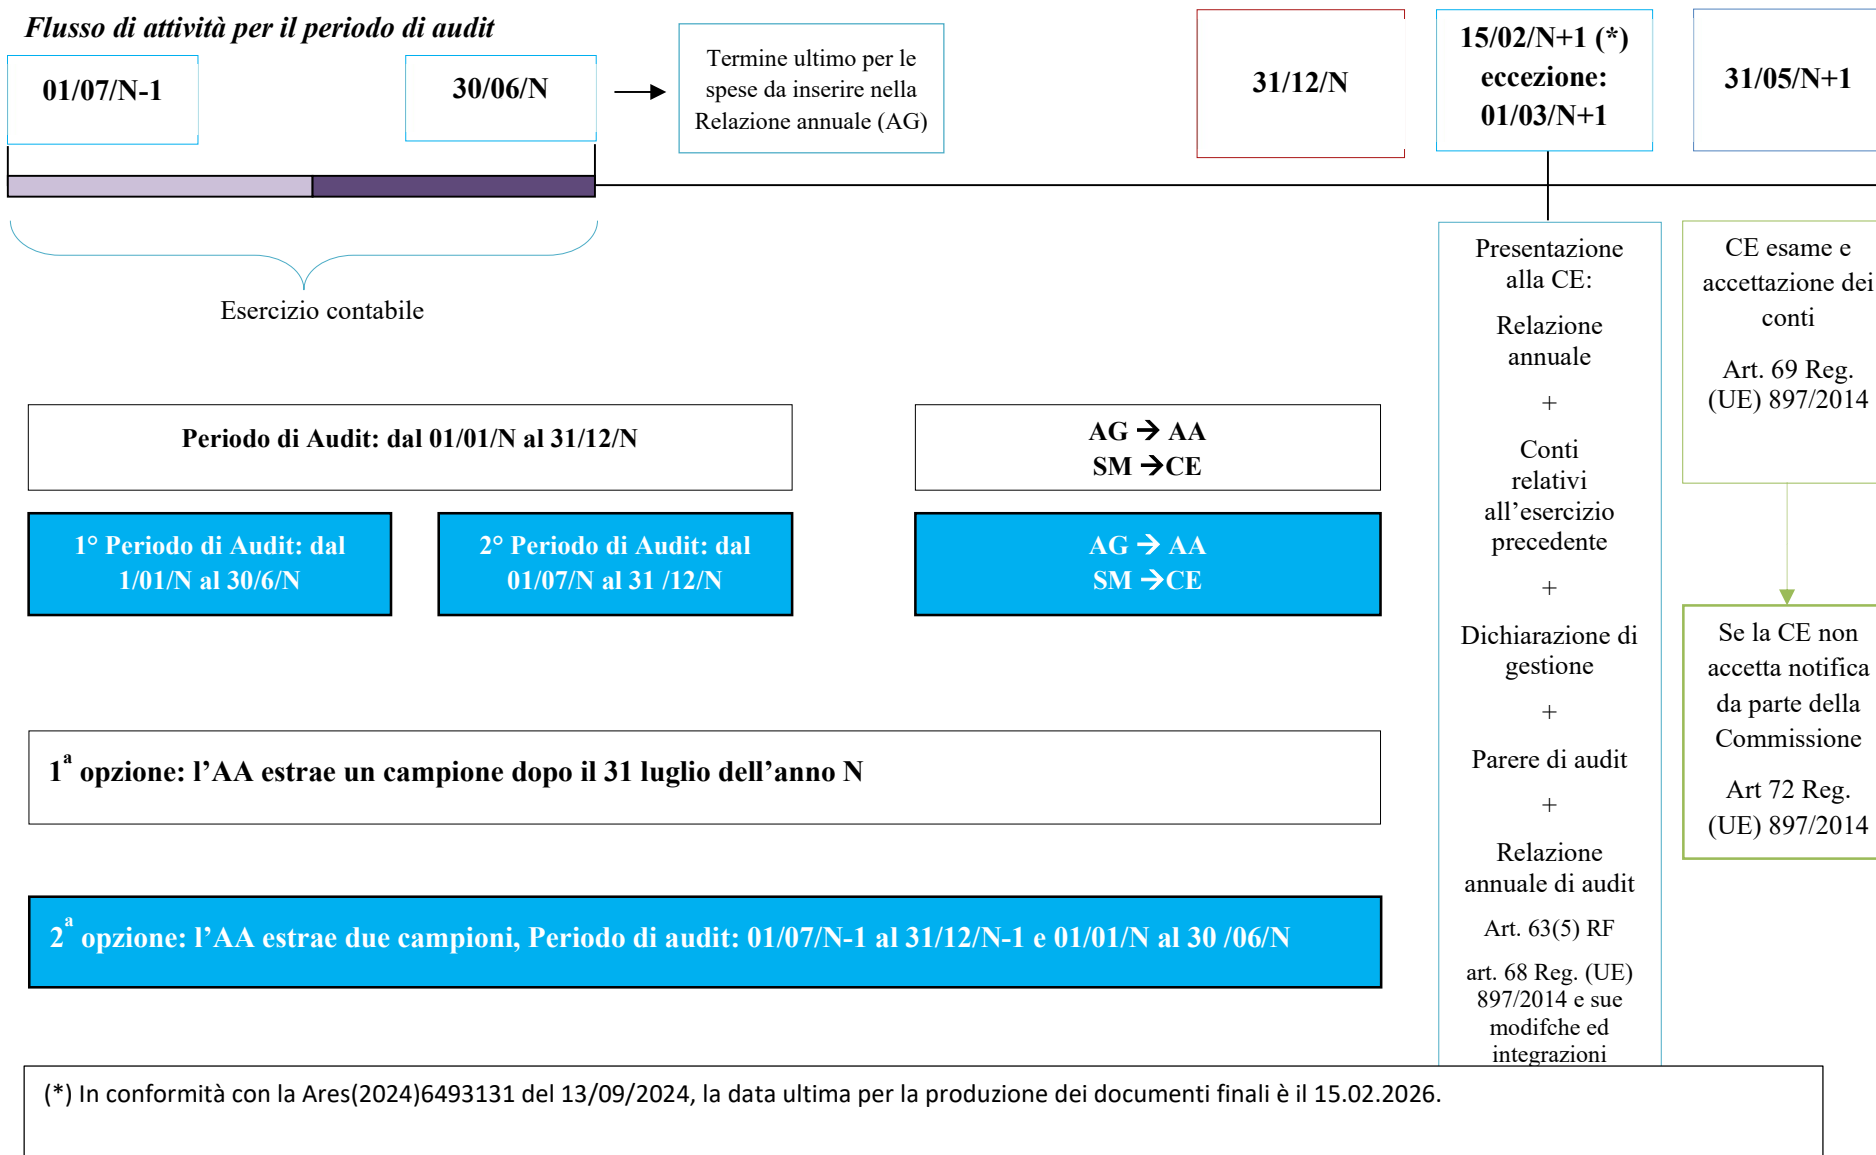 Flusso di attività per il periodo di audit
01/07/N-1
30/06/N
Termine ultimo per le
spese da inserire nella
Relazione annuale (AG)
31/12/N
15/02/N+1 (*)
eccezione:
01/03/N+1
31/05/N+1
Esercizio contabile
Periodo di Audit: dal 01/01/N al 31/12/N
AG → AA
SM →CE
1° Periodo di Audit: dal
1/01/N al 30/6/N
2° Periodo di Audit: dal
01/07/N al 31 /12/N
AG → AA
SM →CE
1ª opzione: l’AA estrae un campione dopo il 31 luglio dell’anno N
2ª opzione: l’AA estrae due campioni, Periodo di audit: 01/07/N-1 al 31/12/N-1 e 01/01/N al 30 /06/N
Presentazione
alla CE:
Relazione
annuale
+
Conti
relativi
all’esercizio
precedente
+
Dichiarazione di
gestione
+
Parere di audit
+
Relazione
annuale di audit
Art. 63(5) RF
art. 68 Reg. (UE)
897/2014 e sue
modifche ed
integrazioni
CE esame e
accettazione dei
conti
Art. 69 Reg.
(UE) 897/2014
Se la CE non
accetta notifica
da parte della
Commissione
Art 72 Reg.
(UE) 897/2014
(*) In conformità con la Ares(2024)6493131 del 13/09/2024, la data ultima per la produzione dei documenti finali è il 15.02.2026.